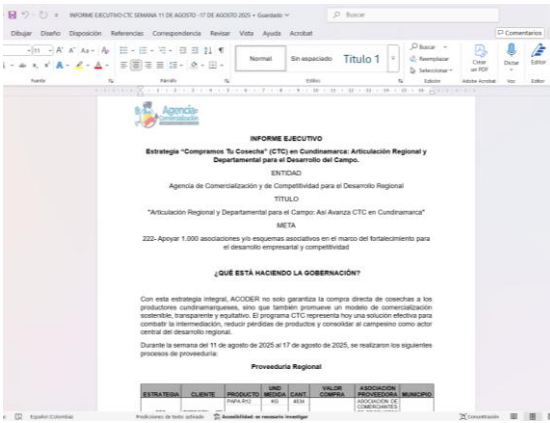 INFORME EJECUTIVO CTC SEMANA 11 DE AGOSTO -17 DE AGOSTO 2025 • Guardado
Buscar
Dibujar Diseño Disposición Referencias Correspondencia Revisar Vista Ayuda Acrobat
Comentarios
11
Normal
Sin espaciado
Título 1
Buscar
Reemplazar
Seleccionar
Crear un PDF
Dictar
Editor
Fuente
Párrafo
Estilos
Edición
Adobe Acrobat
Voz
Editor
Agencia
Comercialización
INFORME EJECUTIVO
Estrategia "Compramos Tu Cosecha" (CTC) en Cundinamarca: Articulación Regional y
Departamental para el Desarrollo del Campo.
ENTIDAD
Agencia de Comercialización y de Competitividad para el Desarrollo Regional
TÍTULO
"Articulación Regional y Departamental para el Campo: Así Avanza CTC en Cundinamarca"
META
222- Apoyar 1.000 asociaciones y/o esquemas asociativos en el marco del fortalecimiento para
el desarrollo empresarial y competitividad
¿QUÉ ESTÁ HACIENDO LA GOBERNACIÓN?
Con esta estrategia integral, ACODER no solo garantiza la compra directa de cosechas a los
productores cundinamarqueses, sino que también promueve un modelo de comercialización
sostenible, transparente y equitativo. El programa CTC representa hoy una solución efectiva para
combatir la intermediación, reducir pérdidas de productos y consolidar al campesino como actor
central del desarrollo regional.
Durante la semana del 11 de agosto de 2025 al 17 de agosto de 2025, se realizaron los siguientes
procesos de proveeduría:
Proveeduría Regional
ESTRATEGIA CLIENTE PRODUCTO UND MEDIDA CANT. VALOR COMPRA ASOCIACIÓN PROVEEDORA MUNICIPIO
PAPA R12 KG 4634 ASOCIACION DE
COMERCIANTES
Español (Colombia)
Predicciones de texto: activado
Accesibilidad: es necesario investigar
Concentración